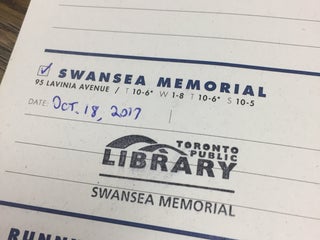 SWANSEA MEMORIAL
95 LAVINIA AVENUE / T 10-6* W 1-8 T 10-6* S 10-5
DATE: Oct. 18, 2017
TORONTO
PUBLIC
LIBRARY
SWANSEA MEMORIAL